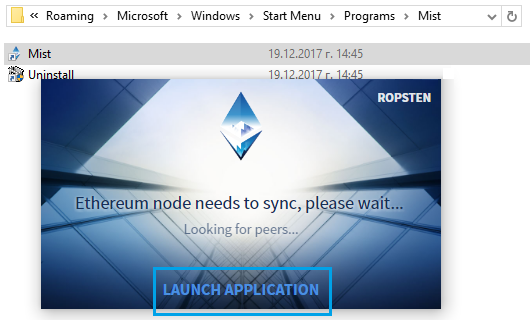 « Roaming > Microsoft > Windows > Start Menu > Programs > Mist
Mist 19.12.2017 г. 14:45
Uninstall 19.12.2017 г. 14:45
ROPSTEN
Ethereum node needs to sync, please wait...
Looking for peers...
LAUNCH APPLICATION